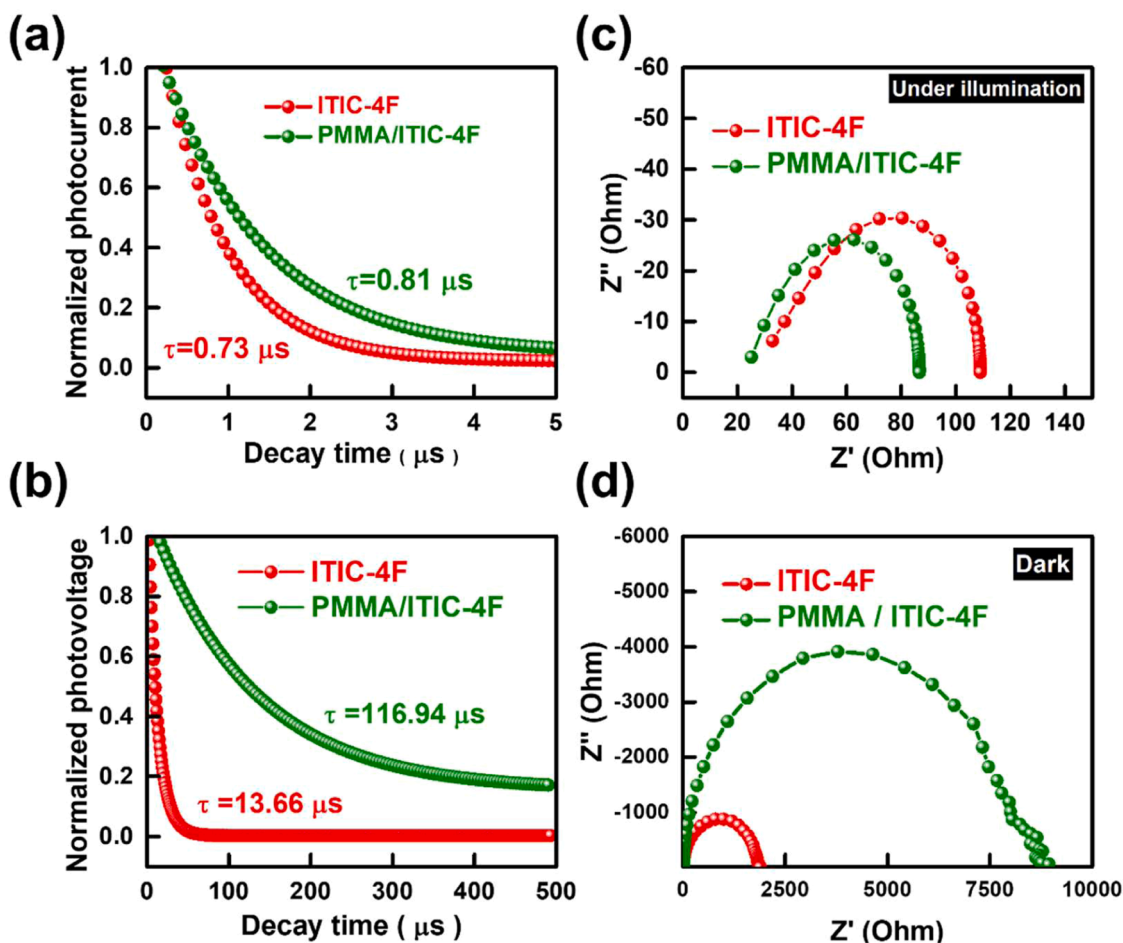 (a)
Normalized photocurrent
1.0
0.8
0.6
0.4
0.2
0.0
ITIC-4F
PMMA/ITIC-4F
τ=0.81 μs
τ=0.73 μs
0 1 2 3 4 5
Decay time ( μs )
(c)
Z'' (Ohm)
-60
-50
-40
-30
-20
-10
0
Under illumination
ITIC-4F
PMMA/ITIC-4F
0 20 40 60 80 100 120 140
Z' (Ohm)
(b)
Normalized photovoltage
1.0
0.8
0.6
0.4
0.2
0.0
ITIC-4F
PMMA/ITIC-4F
τ =116.94 μs
τ =13.66 μs
0 100 200 300 400 500
Decay time ( μs )
(d)
Z'' (Ohm)
-6000
-5000
-4000
-3000
-2000
-1000
Dark
ITIC-4F
PMMA / ITIC-4F
0 2500 5000 7500 10000
Z' (Ohm)